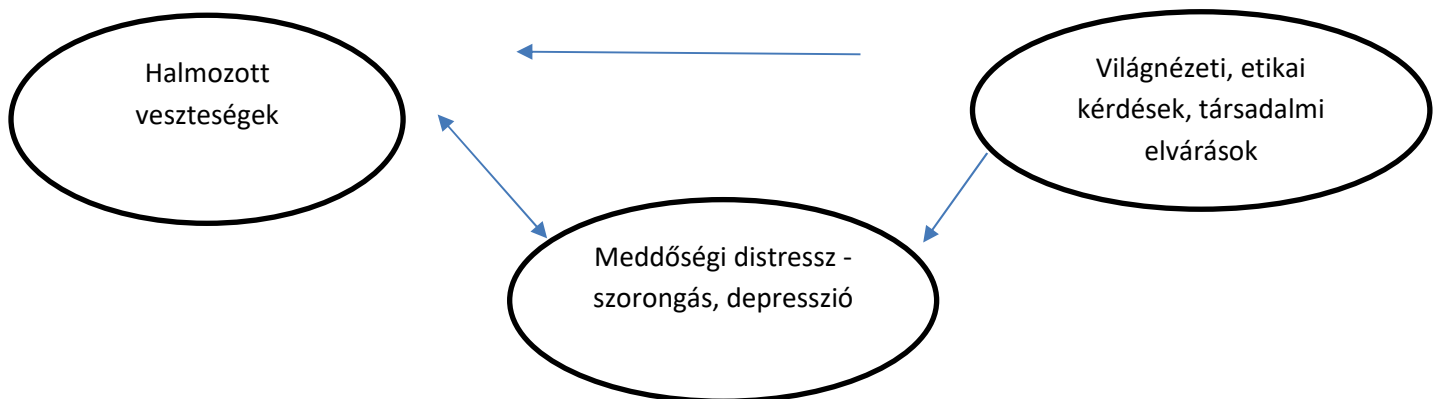 Halmozott
veszteségek
Világnézeti, etikai
kérdések, társadalmi
elvárások
Meddőségi distressz -
szorongás, depresszió